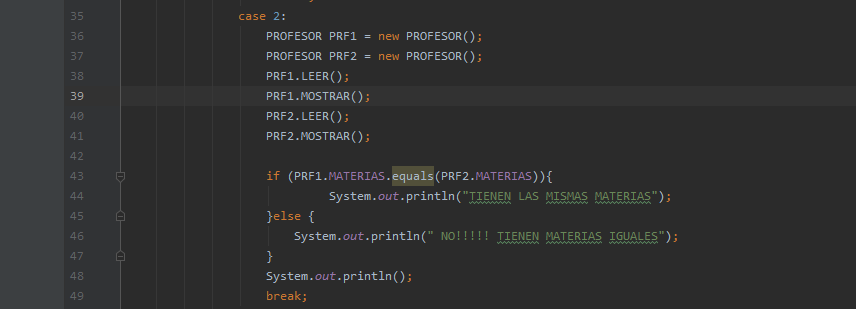 35 case 2:
36 PROFESOR PRF1 = new PROFESOR();
37 PROFESOR PRF2 = new PROFESOR();
38 PRF1.LEER();
39 PRF1.MOSTRAR();
40 PRF2.LEER();
41 PRF2.MOSTRAR();
42
43 if (PRF1.MATERIAS.equals(PRF2.MATERIAS)){
44 System.out.println("TIENEN LAS MISMAS MATERIAS");
45 }else {
46 System.out.println(" NO!!!!! TIENEN MATERIAS IGUALES");
47 }
48 System.out.println();
49 break;